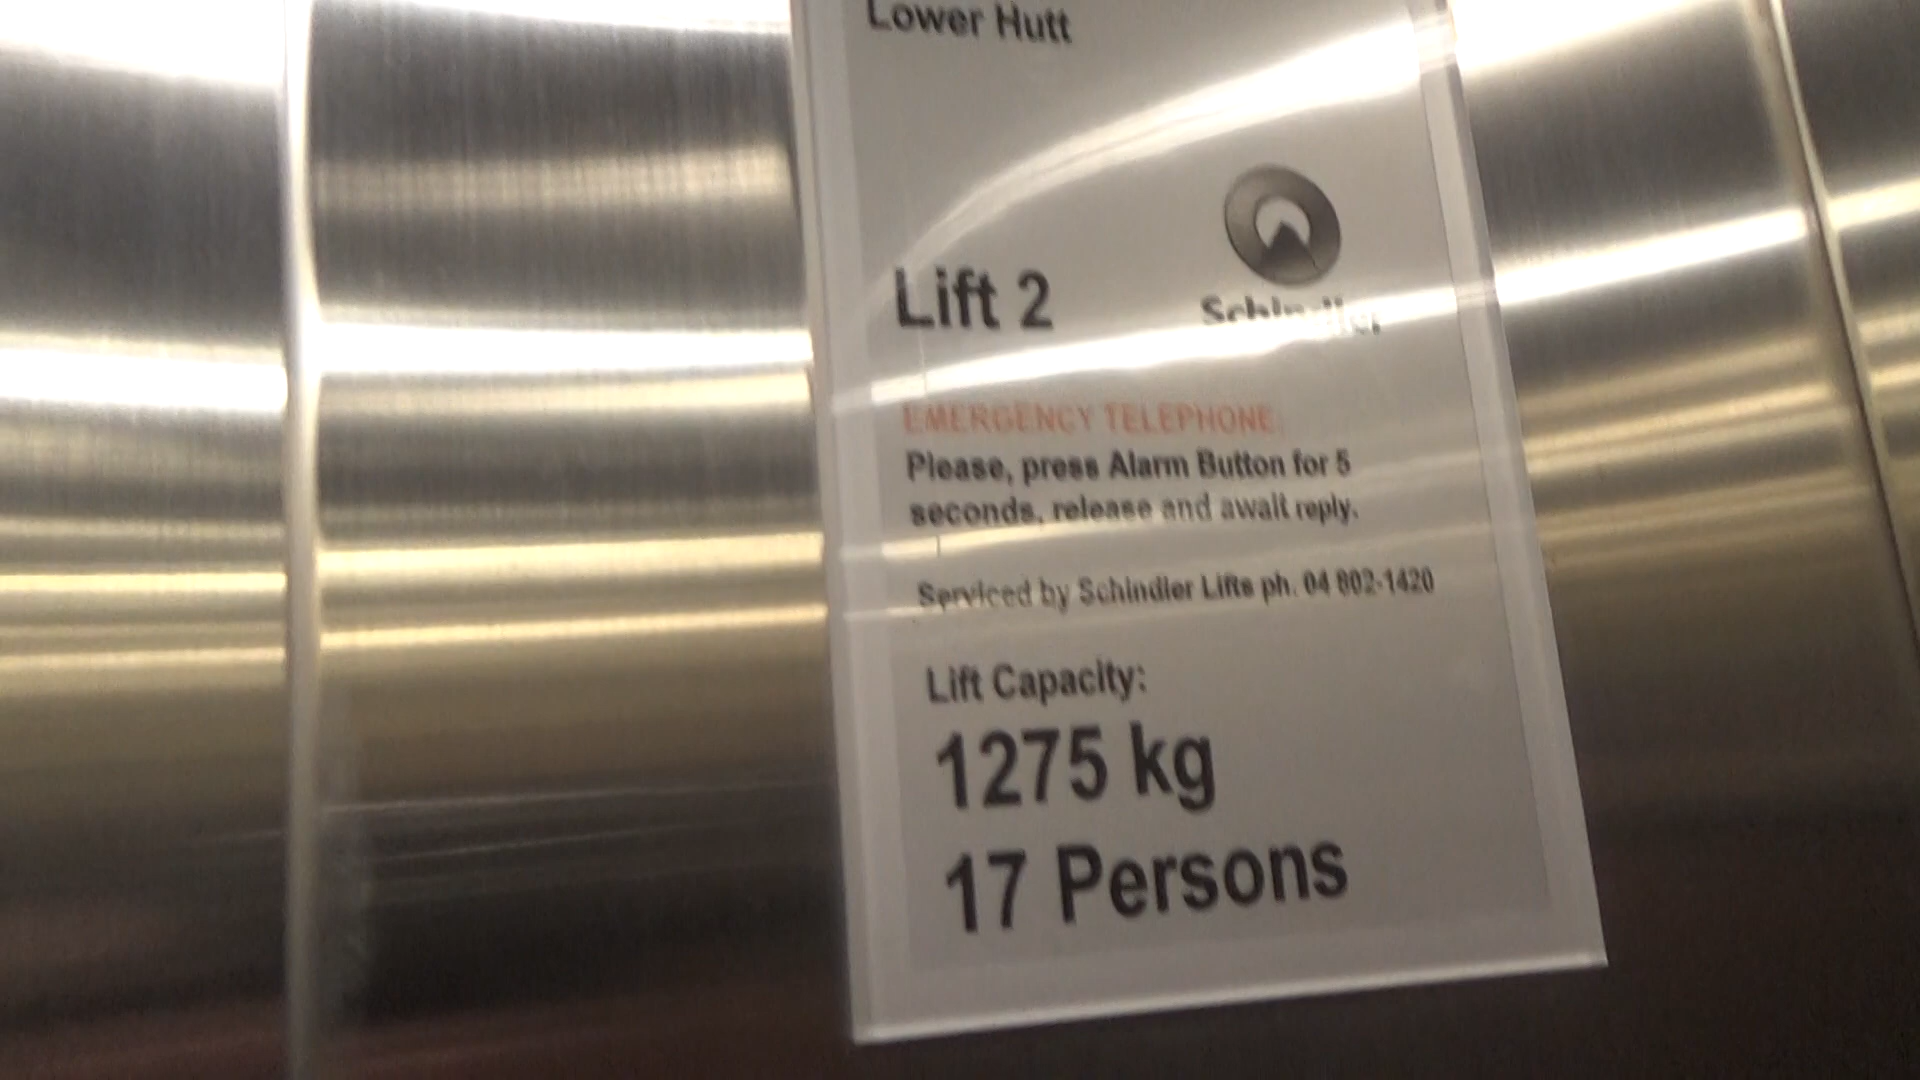 Lower Hutt
Lift 2
Schindler
EMERGENCY TELEPHONE
Please, press Alarm Button for 5
seconds, release and await reply.
Serviced by Schindler Lifts ph. 04 802-1420
Lift Capacity:
1275 kg
17 Persons